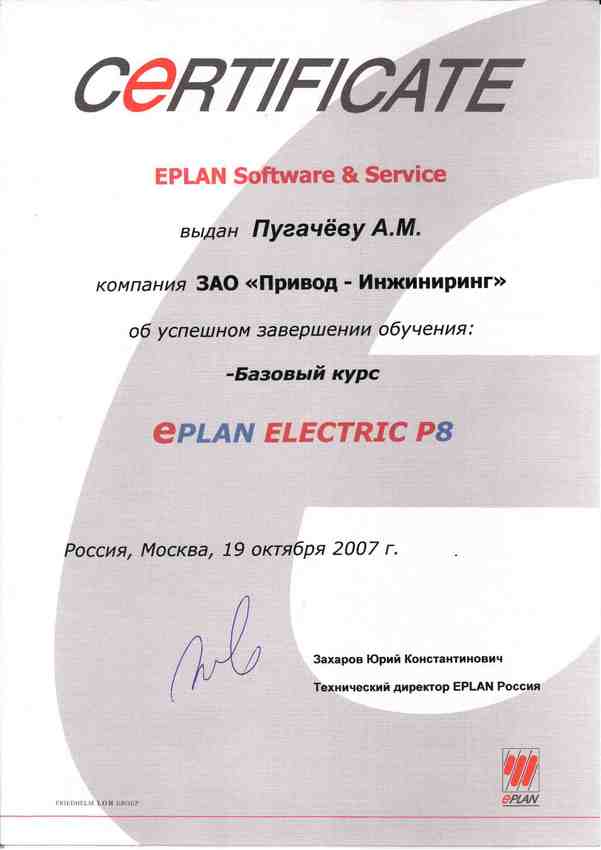 CeRTIFICATE
EPLAN Software & Service
выдан Пугачёву А.М.
компания ЗАО «Привод - Инжиниринг»
об успешном завершении обучения:
-Базовый курс
ePLAN ELECTRIC P8
Россия, Москва, 19 октября 2007 г.
Захаров Юрий Константинович
Технический директор EPLAN Россия
ePLAN
FRIEDHELM LOH GROUP